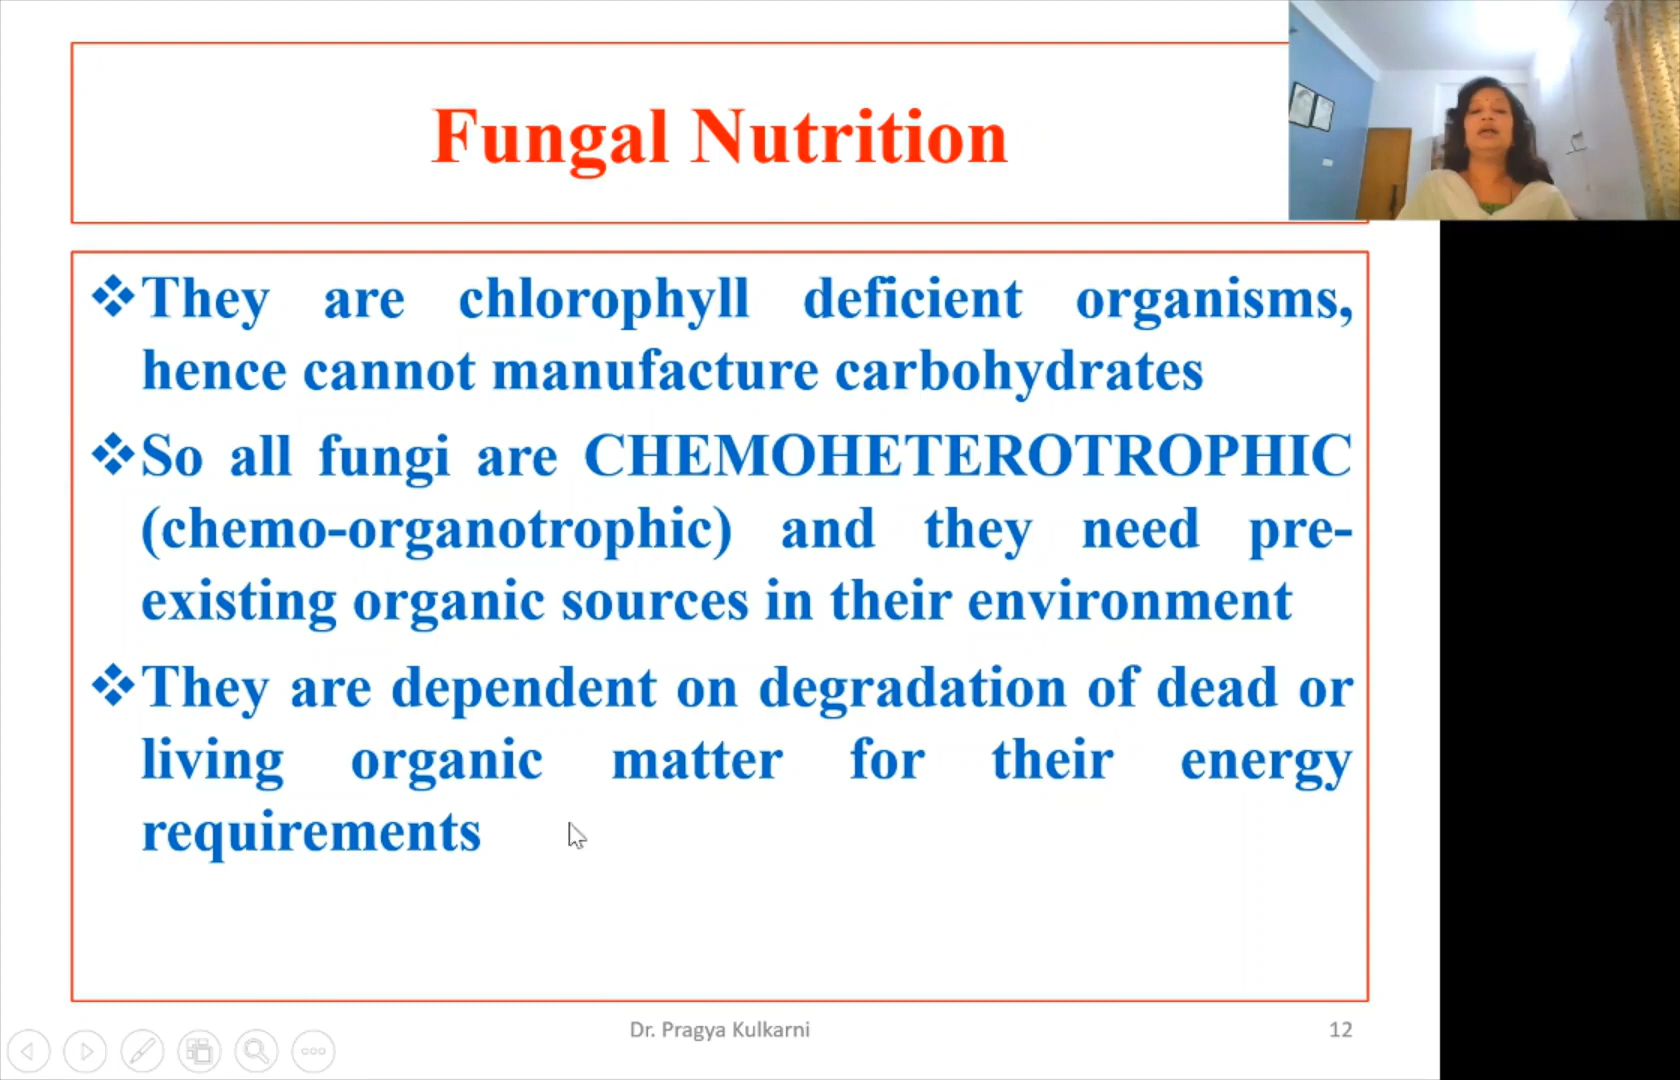 Fungal Nutrition
They are chlorophyll deficient organisms,
hence cannot manufacture carbohydrates
So all fungi are CHEMOHETEROTROPHIC
(chemo-organotrophic) and they need pre-
existing organic sources in their environment
They are dependent on degradation of dead or
living organic matter for their energy
requirements
Dr. Pragya Kulkarni
12